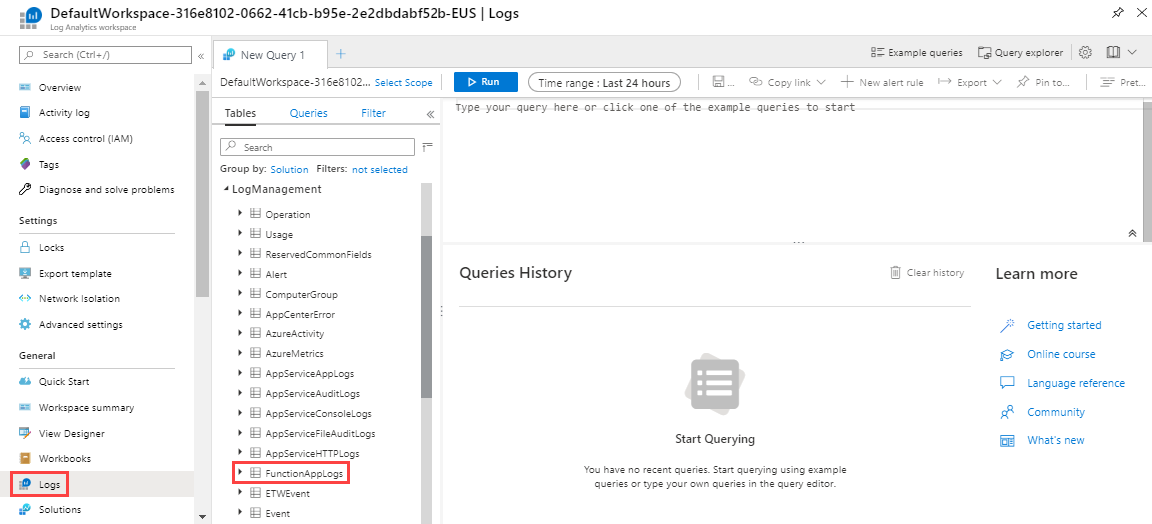 DefaultWorkspace-316e8102-0662-41cb-b95e-2e2dbdabf52b-EUS | Logs
Log Analytics workspace
Search (Ctrl+/)
«
Overview
Activity log
Access control (IAM)
Tags
Diagnose and solve problems
Settings
Locks
Export template
Network Isolation
Advanced settings
General
Quick Start
Workspace summary
View Designer
Workbooks
Logs
Solutions
New Query 1
+
Example queries
Query explorer
DefaultWorkspace-316e8102...
Select Scope
Run
Time range : Last 24 hours
...
Copy link
New alert rule
Export
Pin to...
Pret...
Tables
Queries
Filter
«
Search
Group by: Solution Filters: not selected
LogManagement
Operation
Usage
ReservedCommonFields
Alert
ComputerGroup
AppCenterError
AzureActivity
AzureMetrics
AppServiceAppLogs
AppServiceAuditLogs
AppServiceConsoleLogs
AppServiceFileAuditLogs
AppServiceHTTPLogs
FunctionAppLogs
ETWEvent
Event
Type your query here or click one of the example queries to start
...
Queries History
Clear history
Start Querying
You have no recent queries. Start querying using example
queries or type your own queries in the query editor.
Learn more
Getting started
Online course
Language reference
Community
What's new